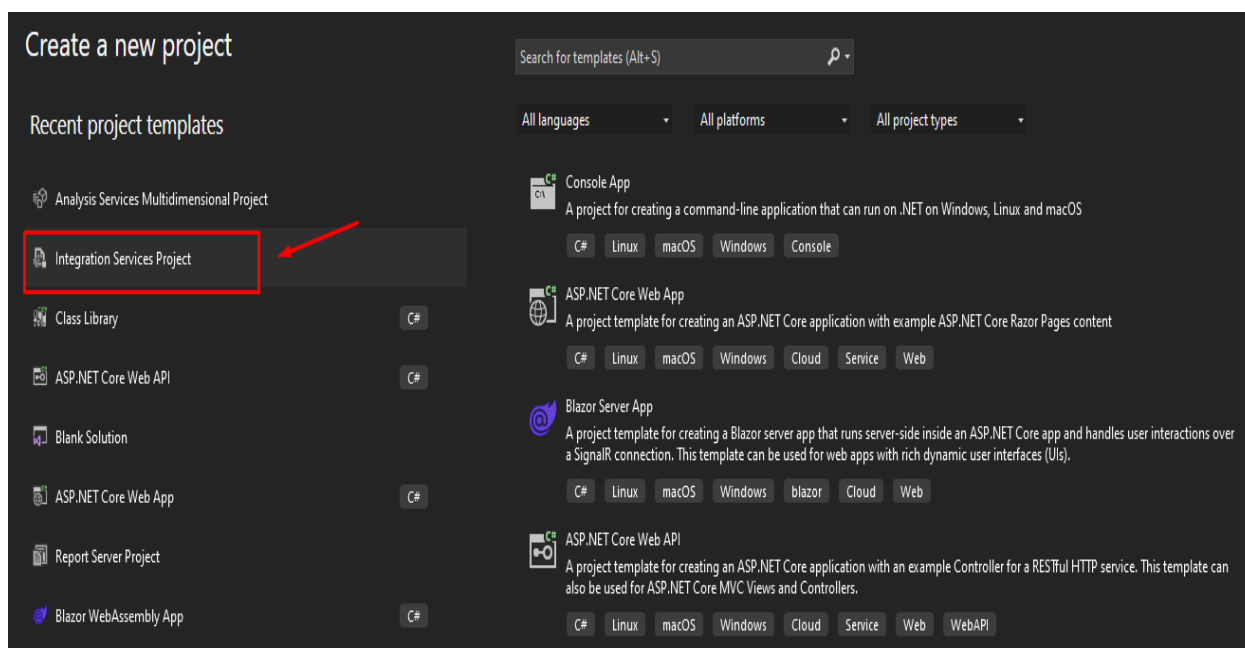 Create a new project
Recent project templates
Analysis Services Multidimensional Project
Integration Services Project
Class Library
C#
ASP.NET Core Web API
C#
Blank Solution
ASP.NET Core Web App
C#
Report Server Project
Blazor WebAssembly App
C#
Search for templates (Alt+S)
All languages
All platforms
All project types
C#
C:\
Console App
A project for creating a command-line application that can run on .NET on Windows, Linux and macOS
C# Linux macOS Windows Console
C#
ASP.NET Core Web App
A project template for creating an ASP.NET Core application with example ASP.NET Core Razor Pages content
C# Linux macOS Windows Cloud Service Web
Blazor Server App
A project template for creating a Blazor server app that runs server-side inside an ASP.NET Core app and handles user interactions over
a SignalR connection. This template can be used for web apps with rich dynamic user interfaces (UIs).
C# Linux macOS Windows blazor Cloud Web
C#
ASP.NET Core Web API
A project template for creating an ASP.NET Core application with an example Controller for a RESTful HTTP service. This template can
also be used for ASP.NET Core MVC Views and Controllers.
C# Linux macOS Windows Cloud Service Web WebAPI